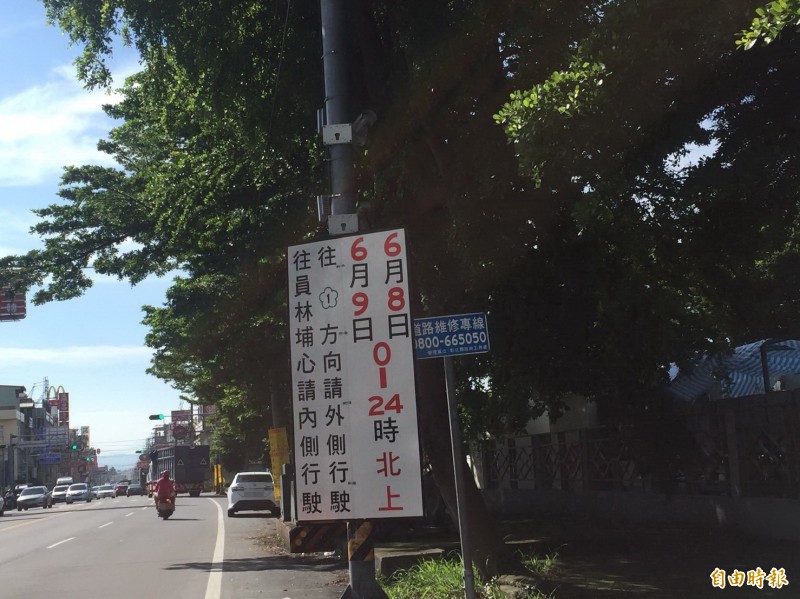 6月8日 0-24時北上
6月9日
往 1 方向請外側行駛
往員林埔心請內側行駛
道路維修專線
0800-665050
自由時報